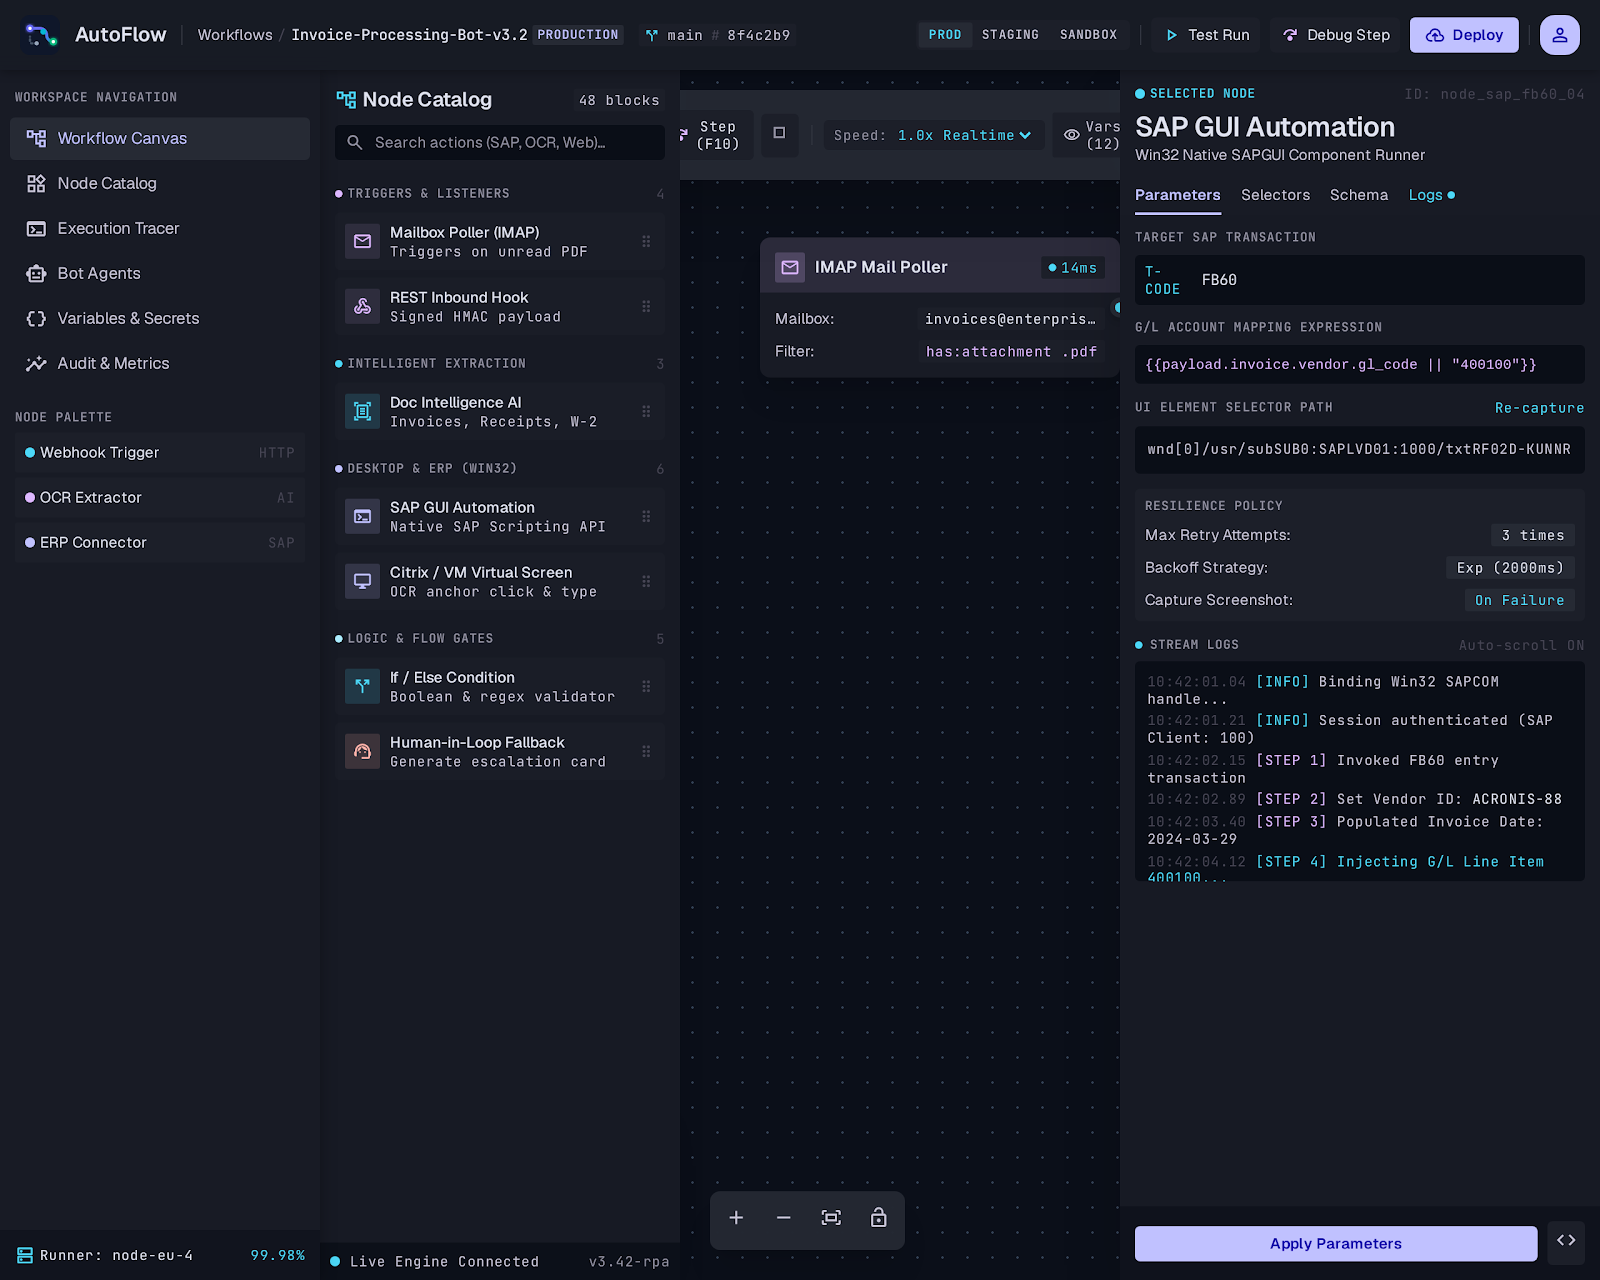 AutoFlow
Workflows / Invoice-Processing-Bot-v3.2 PRODUCTION
main # 8f4c2b9
PROD STAGING SANDBOX
Test Run
Debug Step
Deploy
WORKSPACE NAVIGATION
Workflow Canvas
Node Catalog
Execution Tracer
Bot Agents
Variables & Secrets
Audit & Metrics
NODE PALETTE
Webhook Trigger HTTP
OCR Extractor AI
ERP Connector SAP
Runner: node-eu-4 99.98%
Node Catalog 48 blocks
Search actions (SAP, OCR, Web)...
TRIGGERS & LISTENERS 4
Mailbox Poller (IMAP)
Triggers on unread PDF
REST Inbound Hook
Signed HMAC payload
INTELLIGENT EXTRACTION 3
Doc Intelligence AI
Invoices, Receipts, W-2
DESKTOP & ERP (WIN32) 6
SAP GUI Automation
Native SAP Scripting API
Citrix / VM Virtual Screen
OCR anchor click & type
LOGIC & FLOW GATES 5
If / Else Condition
Boolean & regex validator
Human-in-Loop Fallback
Generate escalation card
Live Engine Connected v3.42-rpa
Step
(F10)
Speed: 1.0x Realtime
Vars
(12)
IMAP Mail Poller 14ms
Mailbox: invoices@enterpris…
Filter: has:attachment .pdf
SELECTED NODE ID: node_sap_fb60_04
SAP GUI Automation
Win32 Native SAPGUI Component Runner
Parameters Selectors Schema Logs
TARGET SAP TRANSACTION
T-
CODE
FB60
G/L ACCOUNT MAPPING EXPRESSION
{{payload.invoice.vendor.gl_code || "400100"}}
UI ELEMENT SELECTOR PATH Re-capture
wnd[0]/usr/subSUB0:SAPLVD01:1000/txtRF02D-KUNNR
RESILIENCE POLICY
Max Retry Attempts: 3 times
Backoff Strategy: Exp (2000ms)
Capture Screenshot: On Failure
STREAM LOGS Auto-scroll ON
10:42:01.04 [INFO] Binding Win32 SAPCOM
handle...
10:42:01.21 [INFO] Session authenticated (SAP
Client: 100)
10:42:02.15 [STEP 1] Invoked FB60 entry
transaction
10:42:02.89 [STEP 2] Set Vendor ID: ACRONIS-88
10:42:03.40 [STEP 3] Populated Invoice Date:
2024-03-29
10:42:04.12 [STEP 4] Injecting G/L Line Item
400100...
Apply Parameters